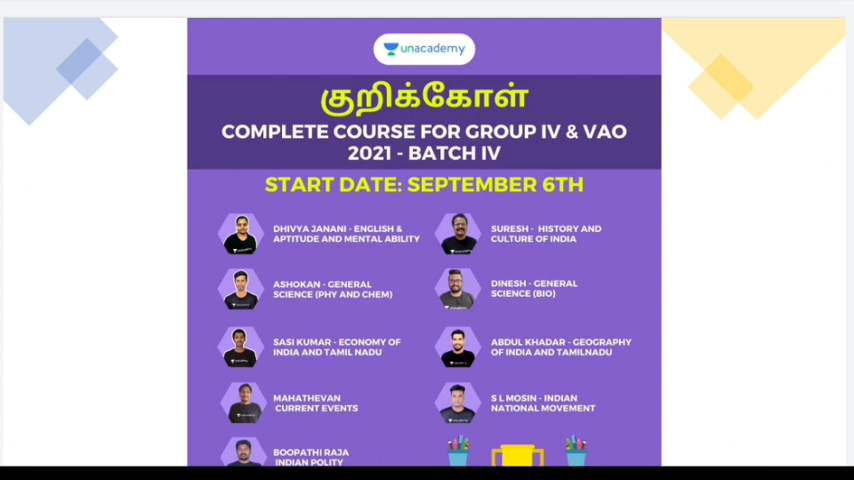 unacademy
குறிக்கோள்
COMPLETE COURSE FOR GROUP IV & VAO
2021 - BATCH IV
START DATE: SEPTEMBER 6TH
DHIVYA JANANI - ENGLISH &
APTITUDE AND MENTAL ABILITY
SURESH - HISTORY AND
CULTURE OF INDIA
ASHOKAN - GENERAL
SCIENCE (PHY AND CHEM)
DINESH - GENERAL
SCIENCE (BIO)
SASI KUMAR - ECONOMY OF
INDIA AND TAMIL NADU
ABDUL KHADAR - GEOGRAPHY
OF INDIA AND TAMILNADU
MAHATHEVAN
CURRENT EVENTS
S L MOSIN - INDIAN
NATIONAL MOVEMENT
BOOPATHI RAJA
INDIAN POLITY